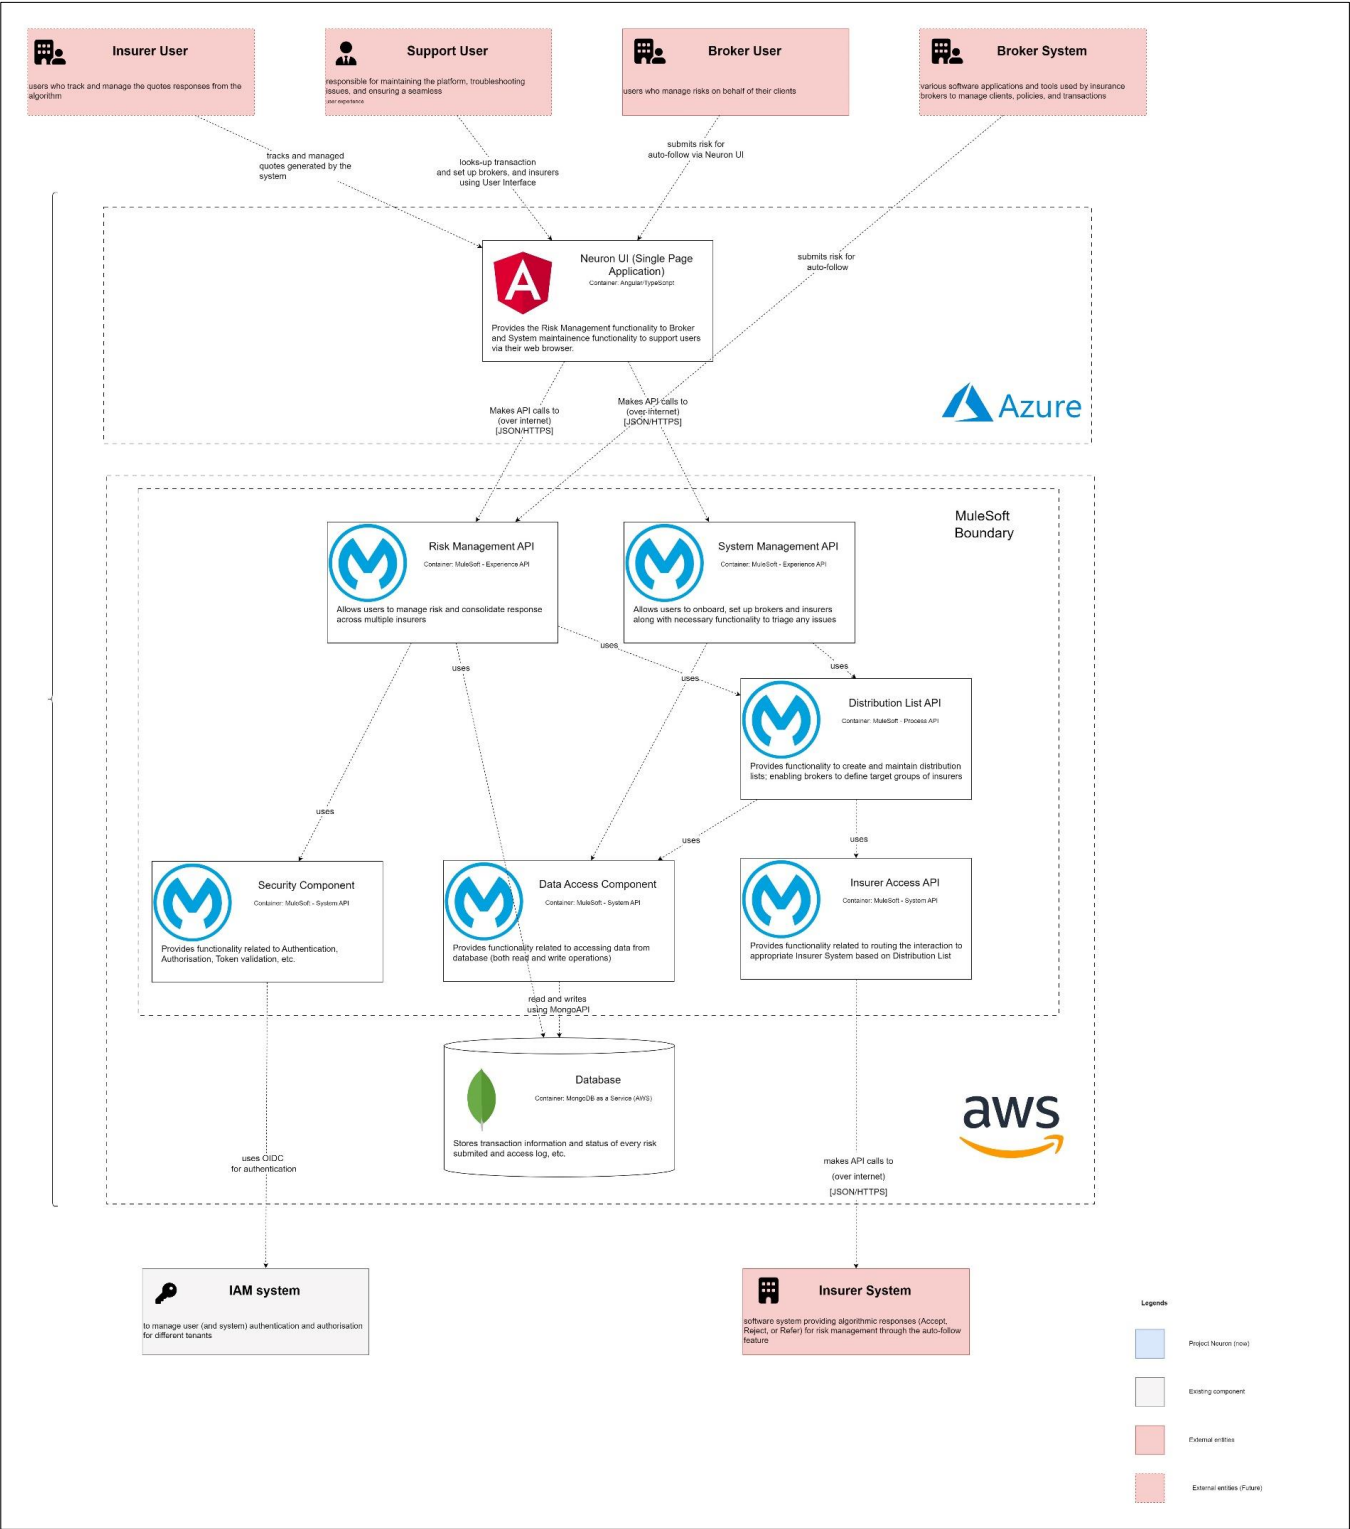 Insurer User
users who track and manage the quotes responses from the
algorithm
Support User
responsible for maintaining the platform, troubleshooting
issues, and ensuring a seamless
user experience
Broker User
users who manage risks on behalf of their clients
Broker System
various software applications and tools used by insurance
brokers to manage clients, policies, and transactions
tracks and managed
quotes generated by the
system
looks-up transaction
and set up brokers, and insurers
using User Interface
submits risk for
auto-follow via Neuron UI
submits risk for
auto-follow
Neuron UI (Single Page
Application)
Container: Angular/TypeScript
Provides the Risk Management functionality to Broker
and System maintainence functionality to support users
via their web browser.
Azure
Makes API calls to
(over internet)
[JSON/HTTPS]
Makes API calls to
(over internet)
[JSON/HTTPS]
MuleSoft
Boundary
Risk Management API
Container: MuleSoft - Experience API
Allows users to manage risk and consolidate response
across multiple insurers
System Management API
Container: MuleSoft - Experience API
Allows users to onboard, set up brokers and insurers
along with necessary functionality to triage any issues
uses
uses
uses
uses
Distribution List API
Container: MuleSoft - Process API
Provides functionality to create and maintain distribution
lists; enabling brokers to define target groups of insurers
uses
uses
uses
Security Component
Container: MuleSoft - System API
Provides functionality related to Authentication,
Authorisation, Token validation, etc.
Data Access Component
Container: MuleSoft - System API
Provides functionality related to accessing data from
database (both read and write operations)
Insurer Access API
Container: MuleSoft - System API
Provides functionality related to routing the interaction to
appropriate Insurer System based on Distribution List
read and writes
using MongoAPI
Database
Container: MongoDB as a Service (AWS)
Stores transaction information and status of every risk
submited and access log, etc.
aws
uses OIDC
for authentication
makes API calls to
(over internet)
[JSON/HTTPS]
IAM system
to manage user (and system) authentication and authorisation
for different tenants
Insurer System
software system providing algorithmic responses (Accept,
Reject, or Refer) for risk management through the auto-follow
feature
Legends
Project Neuron (now)
Existing component
External entities
External entities (Future)